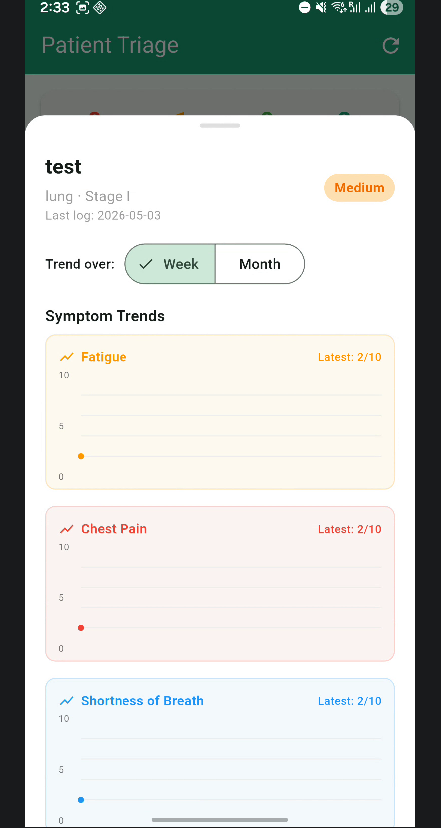 2:33
29
Patient Triage
test
Medium
lung · Stage I
Last log: 2026-05-03
Trend over:
Week
Month
Symptom Trends
Fatigue
Latest: 2/10
10
5
0
Chest Pain
Latest: 2/10
10
5
0
Shortness of Breath
Latest: 2/10
10
5
0